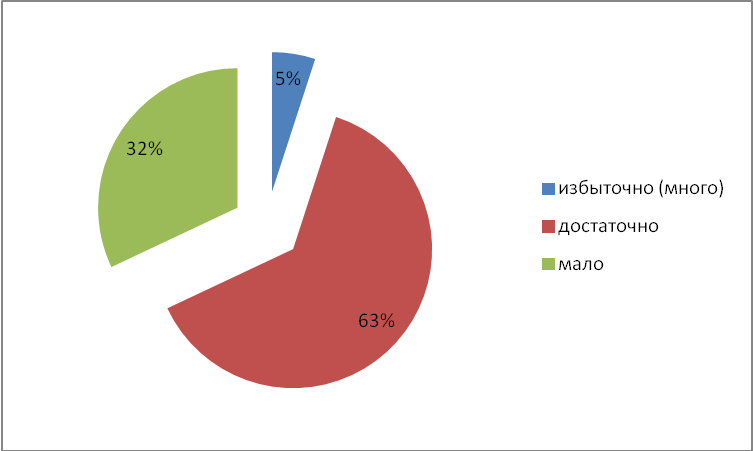 5%
32%
63%
избыточно (много)
достаточно
мало